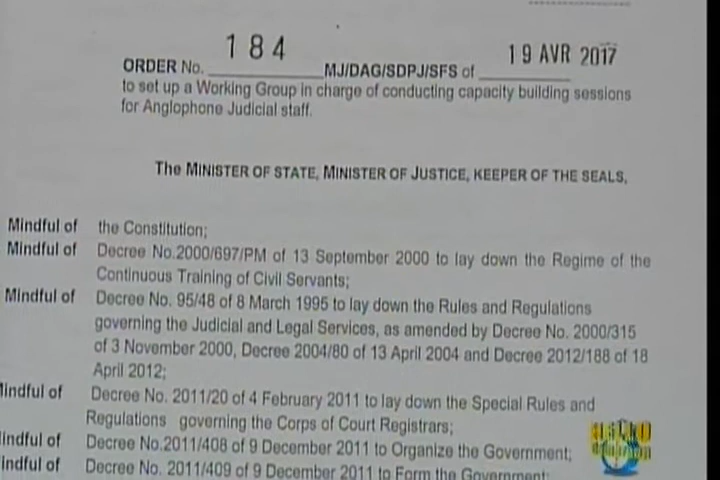 184
19 AVR 2017
ORDER No. ____________MJ/DAG/SDPJ/SFS of __________
to set up a Working Group in charge of conducting capacity building sessions
for Anglophone Judicial staff.
The MINISTER OF STATE, MINISTER OF JUSTICE, KEEPER OF THE SEALS,
Mindful of the Constitution;
Mindful of Decree No.2000/697/PM of 13 September 2000 to lay down the Regime of the
Continuous Training of Civil Servants;
Mindful of Decree No. 95/48 of 8 March 1995 to lay down the Rules and Regulations
governing the Judicial and Legal Services, as amended by Decree No. 2000/315
of 3 November 2000, Decree 2004/80 of 13 April 2004 and Decree 2012/188 of 18
April 2012;
lindful of Decree No. 2011/20 of 4 February 2011 to lay down the Special Rules and
Regulations governing the Corps of Court Registrars;
indful of Decree No.2011/408 of 9 December 2011 to Organize the Government;
indful of Decree No. 2011/409 of 9 December 2011 to Form the Government;